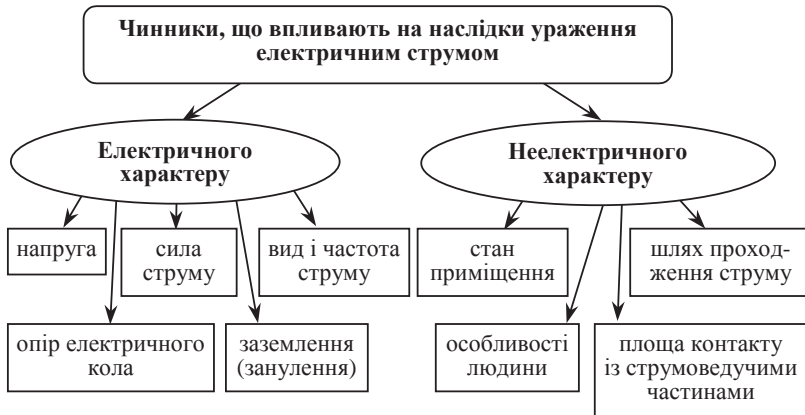 Чинники, що впливають на наслідки ураження
електричним струмом
Електричного
характеру
Неелектричного
характеру
напруга
сила
струму
вид і частота
струму
стан
приміщення
шлях проход-
ження струму
опір електричного
кола
заземлення
(занулення)
особливості
людини
площа контакту
із струмоведучими
частинами